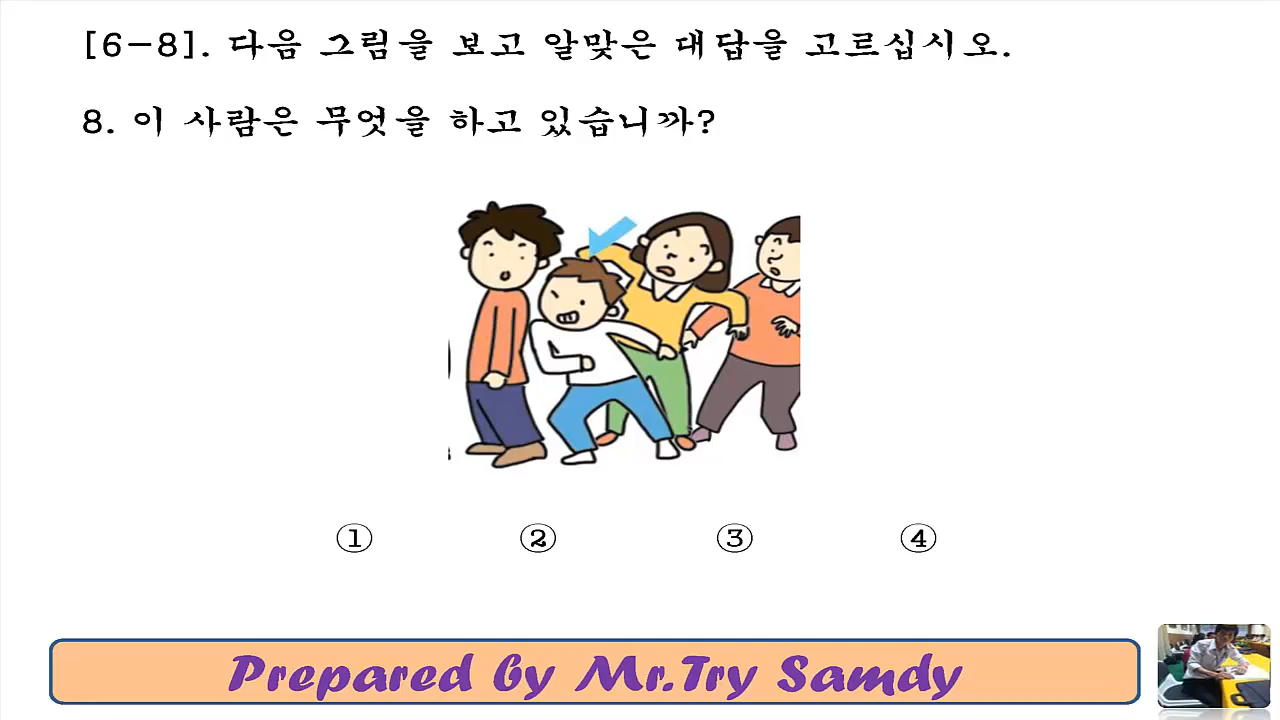 [6-8]. 다음 그림을 보고 알맞은 대답을 고르십시오.
8. 이 사람은 무엇을 하고 있습니까?
① ② ③ ④
Prepared by Mr.Try Samdy